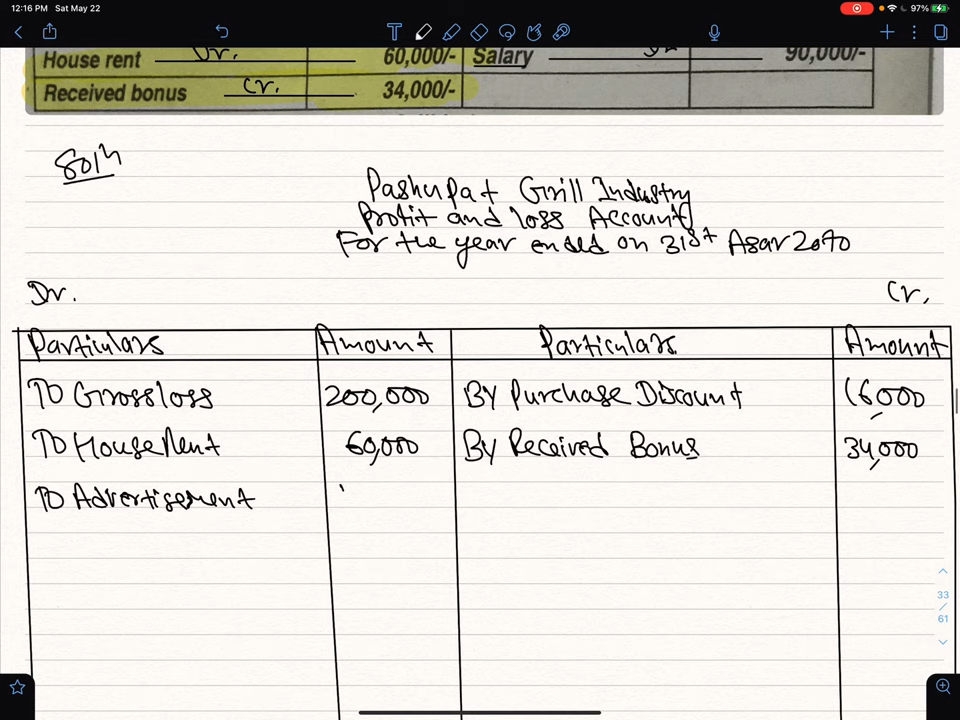 12:16 PM Sat May 22
97%
House rent Dr. 60,000/- Salary 90,000/-
Received bonus Cr. 34,000/-
Soln
Pashupat Grill Industry
Profit and loss Account
For the year ended on 31st Asar 2070
Dr. Cr.
Particulars Amount Particulars Amount
To Gross loss 200,000 By Purchase Discount 16,000
To House Rent 60,000 By Received Bonus 34,000
To Advertisement
33
/
61